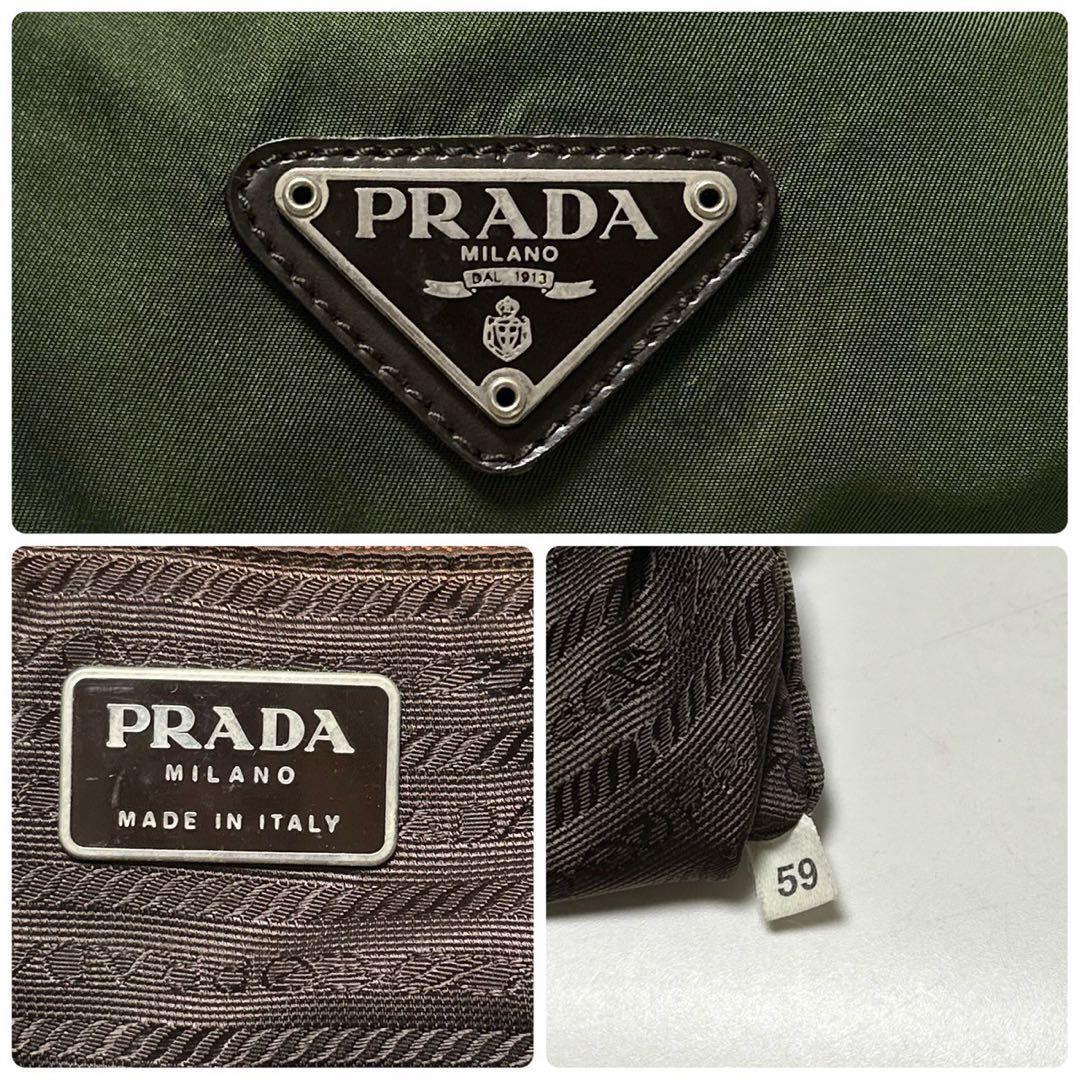 PRADA
MILANO
DAL 1913
PRADA
MILANO
MADE IN ITALY
59